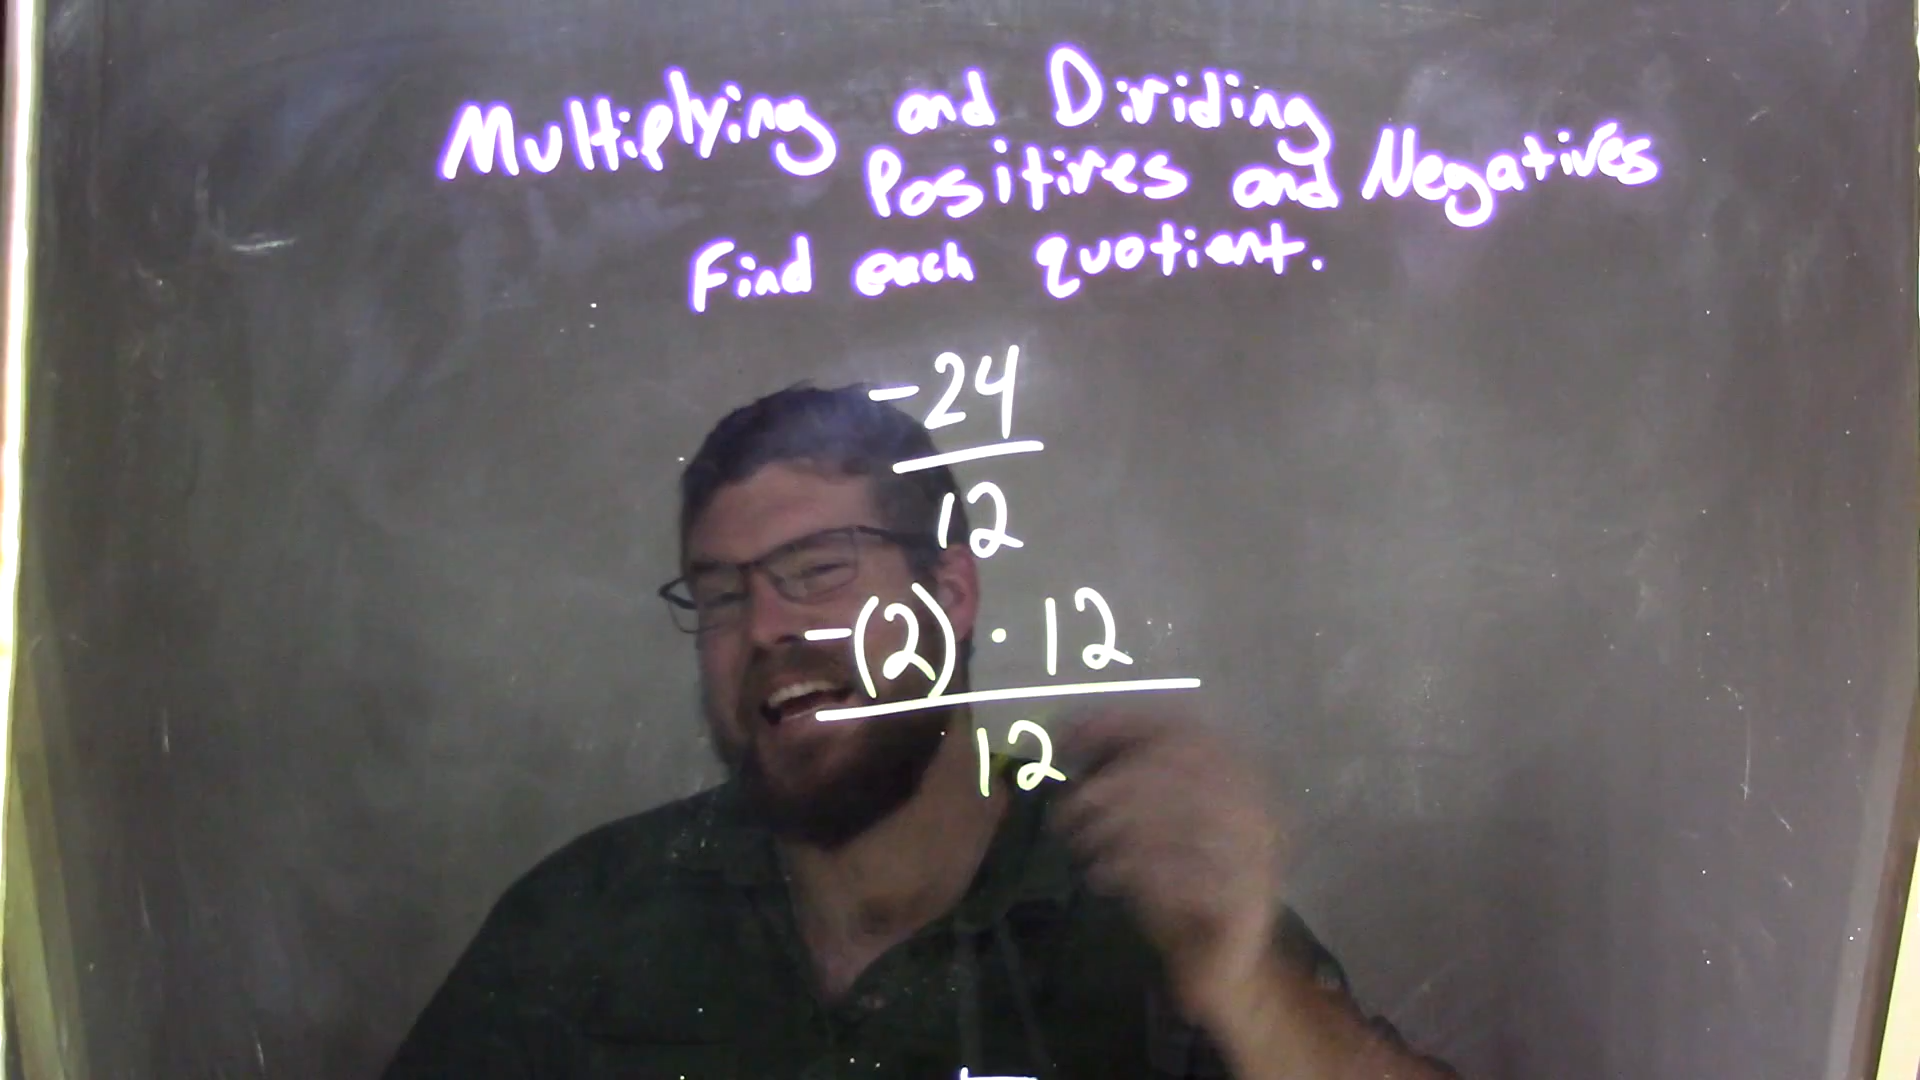 Multiplying and Dividing
Positives and Negatives
Find each quotient.
-24
12
-(2) · 12
12